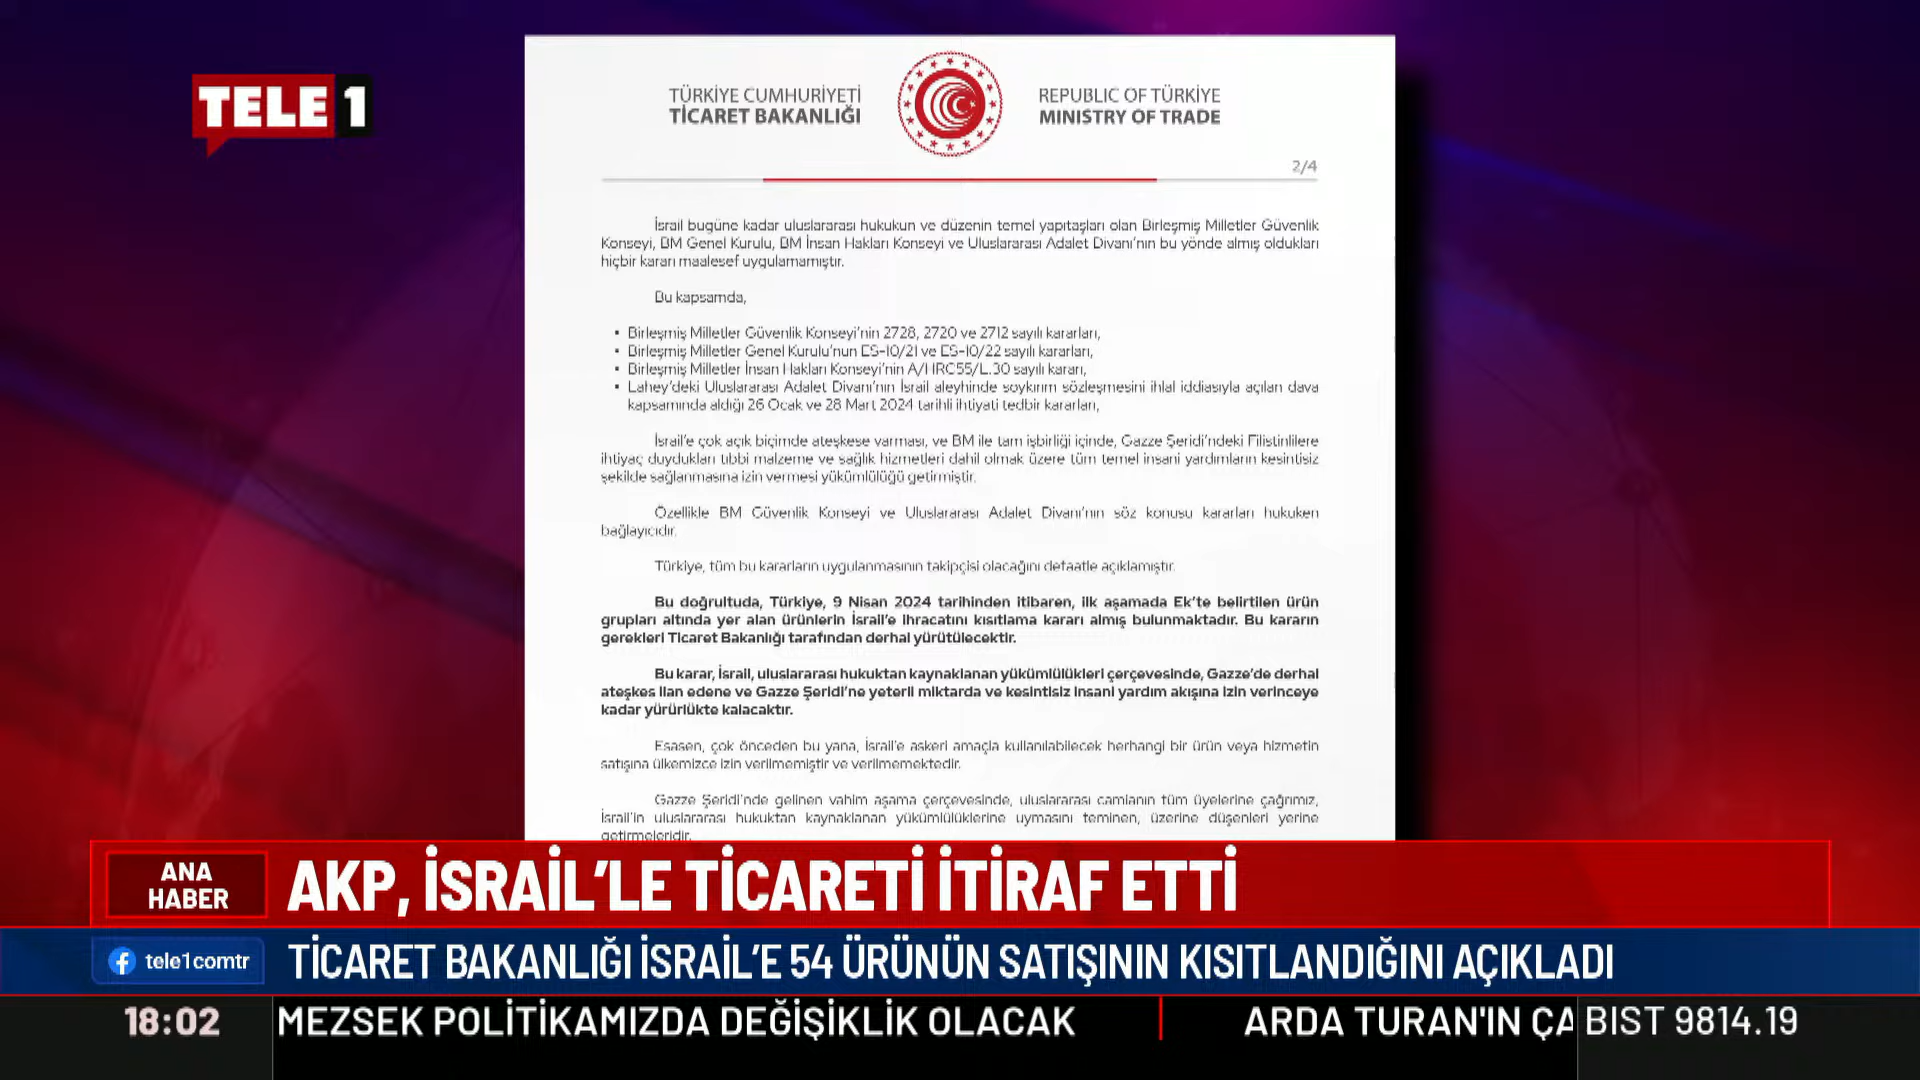 TELE 1
TÜRKİYE CUMHURİYETİ
TİCARET BAKANLIĞI
REPUBLIC OF TÜRKİYE
MINISTRY OF TRADE
2/4
İsrail bugüne kadar uluslararası hukukun ve düzenin temel yapıtaşları olan Birleşmiş Milletler Güvenlik
Konseyi, BM Genel Kurulu, BM İnsan Hakları Konseyi ve Uluslararası Adalet Divanı'nın bu yönde almış oldukları
hiçbir kararı maalesef uygulamamıştır.
Bu kapsamda,
▪ Birleşmiş Milletler Güvenlik Konseyi'nin 2728, 2720 ve 2712 sayılı kararları,
▪ Birleşmiş Milletler Genel Kurulu'nun ES-10/21 ve ES-10/22 sayılı kararları,
▪ Birleşmiş Milletler İnsan Hakları Konseyi'nin A/HRC55/L.30 sayılı kararı,
▪ Lahey'deki Uluslararası Adalet Divanı'nın İsrail aleyhinde soykırım sözleşmesini ihlal iddiasıyla açılan dava
kapsamında aldığı 26 Ocak ve 28 Mart 2024 tarihli ihtiyati tedbir kararları,
İsrail'e çok açık biçimde ateşkese varması, ve BM ile tam işbirliği içinde, Gazze Şeridi'ndeki Filistinlilere
ihtiyaç duydukları tıbbi malzeme ve sağlık hizmetleri dahil olmak üzere tüm temel insani yardımların kesintisiz
şekilde sağlanmasına izin vermesi yükümlülüğü getirmiştir.
Özellikle BM Güvenlik Konseyi ve Uluslararası Adalet Divanı'nın söz konusu kararları hukuken
bağlayıcıdır.
Türkiye, tüm bu kararların uygulanmasının takipçisi olacağını defaatle açıklamıştır.
Bu doğrultuda, Türkiye, 9 Nisan 2024 tarihinden itibaren, ilk aşamada Ek'te belirtilen ürün
grupları altında yer alan ürünlerin İsrail'e ihracatını kısıtlama kararı almış bulunmaktadır. Bu kararın
gerekleri Ticaret Bakanlığı tarafından derhal yürütülecektir.
Bu karar, İsrail, uluslararası hukuktan kaynaklanan yükümlülükleri çerçevesinde, Gazze'de derhal
ateşkes ilan edene ve Gazze Şeridi'ne yeterli miktarda ve kesintisiz insani yardım akışına izin verinceye
kadar yürürlükte kalacaktır.
Esasen, çok önceden bu yana, İsrail'e askeri amaçla kullanılabilecek herhangi bir ürün veya hizmetin
satışına ülkemizce izin verilmemiştir ve verilmemektedir.
Gazze Şeridi'nde gelinen vahim aşama çerçevesinde, uluslararası camianın tüm üyelerine çağrımız,
İsrail'in uluslararası hukuktan kaynaklanan yükümlülüklerine uymasını teminen, üzerine düşenleri yerine
getirmeleridir.
ANA
HABER
AKP, İSRAİL'LE TİCARETİ İTİRAF ETTİ
tele1comtr
TİCARET BAKANLIĞI İSRAİL'E 54 ÜRÜNÜN SATIŞININ KISITLANDIĞINI AÇIKLADI
18:02
MEZSEK POLİTİKAMIZDA DEĞİŞİKLİK OLACAK
ARDA TURAN'IN ÇA
BIST 9814.19